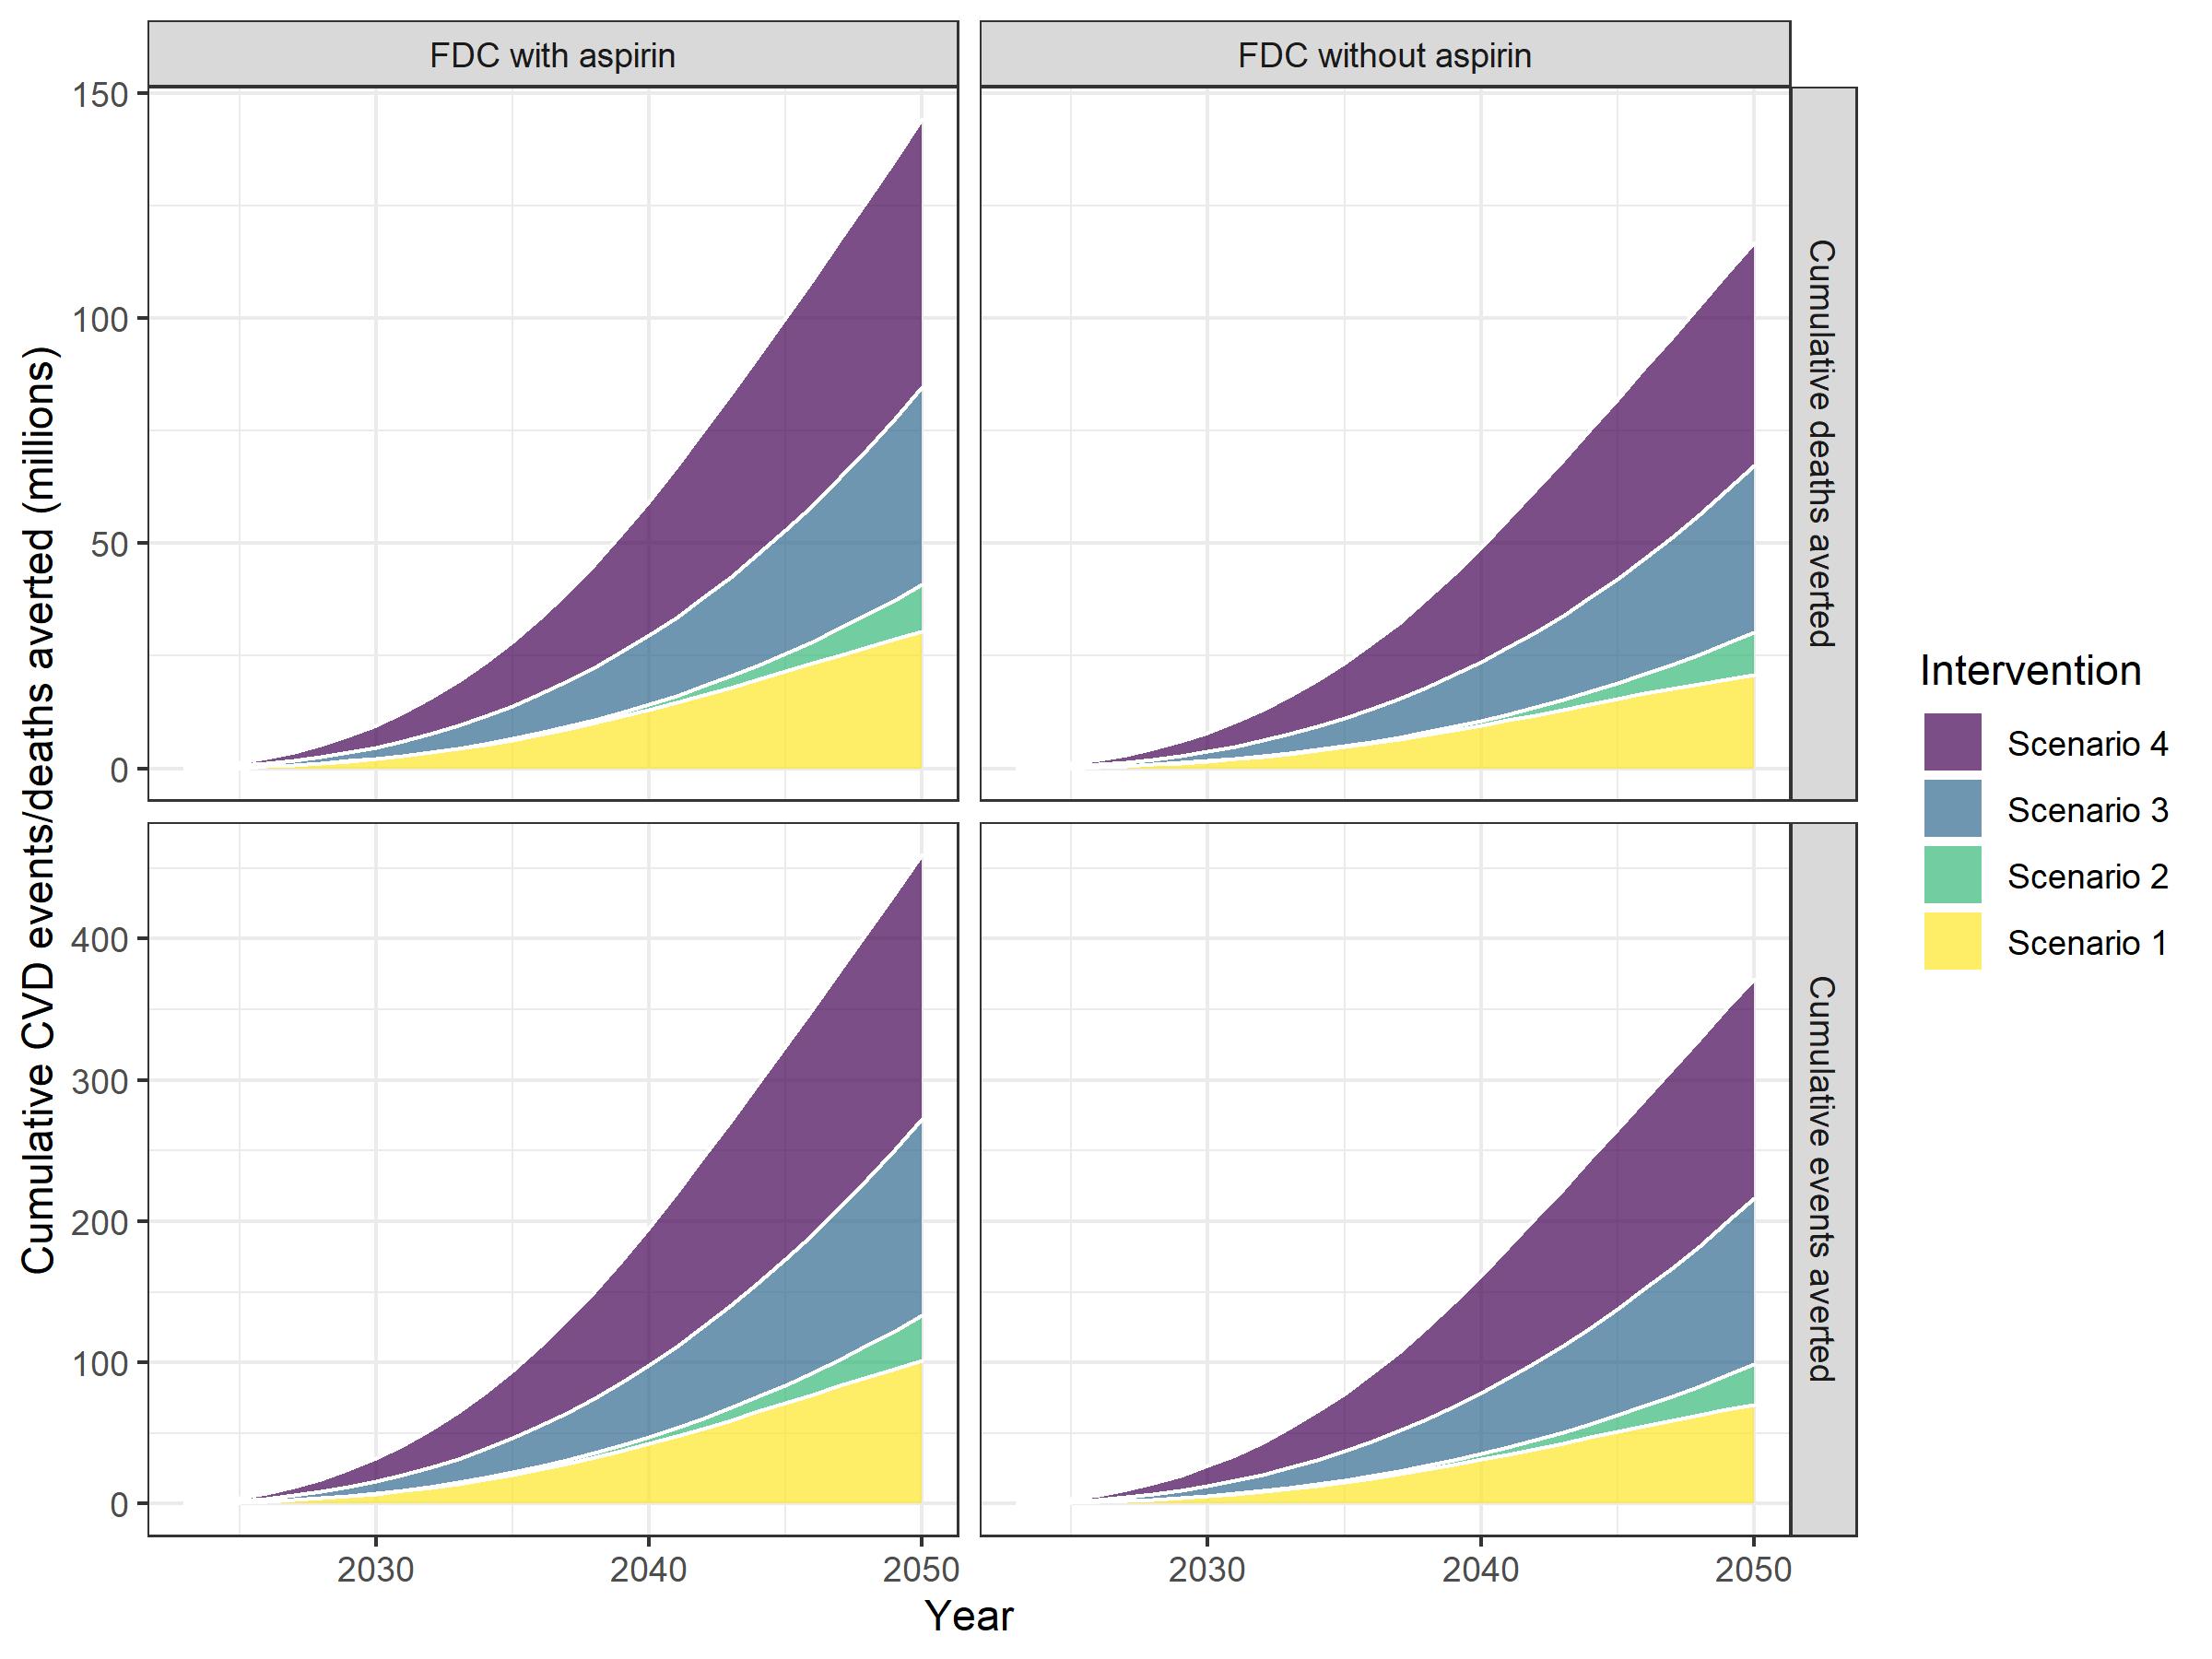 FDC with aspirin
FDC without aspirin
150
100
50
0
Cumulative deaths averted
400
300
200
100
0
Cumulative events averted
Cumulative CVD events/deaths averted (millions)
2030
2040
2050
2030
2040
2050
Year
Intervention
Scenario 4
Scenario 3
Scenario 2
Scenario 1